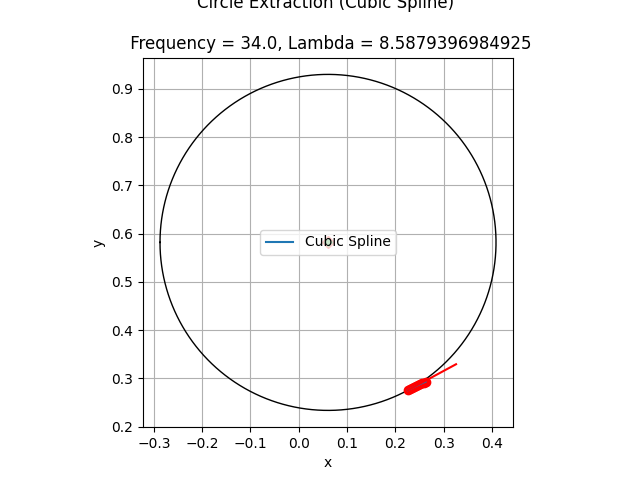 Circle Extraction (Cubic Spline)
Frequency = 34.0, Lambda = 8.5879396984925
0.9
0.8
0.7
0.6
0.5
0.4
0.3
0.2
y
Cubic Spline
−0.3 −0.2 −0.1 0.0 0.1 0.2 0.3 0.4
x